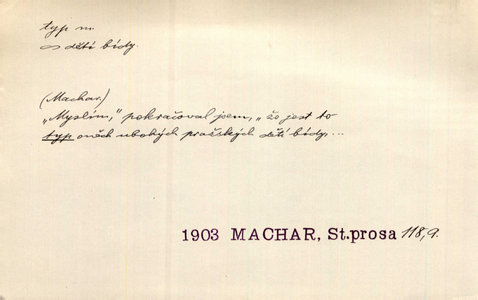 typ m.
∞ dětí bídy.
(Machar.)
„Myslím,” pokračoval jsem, „že jest to
typ oněch ubohých pražských dětí bídy,...
1903 MACHAR, St.prosa 118,9.